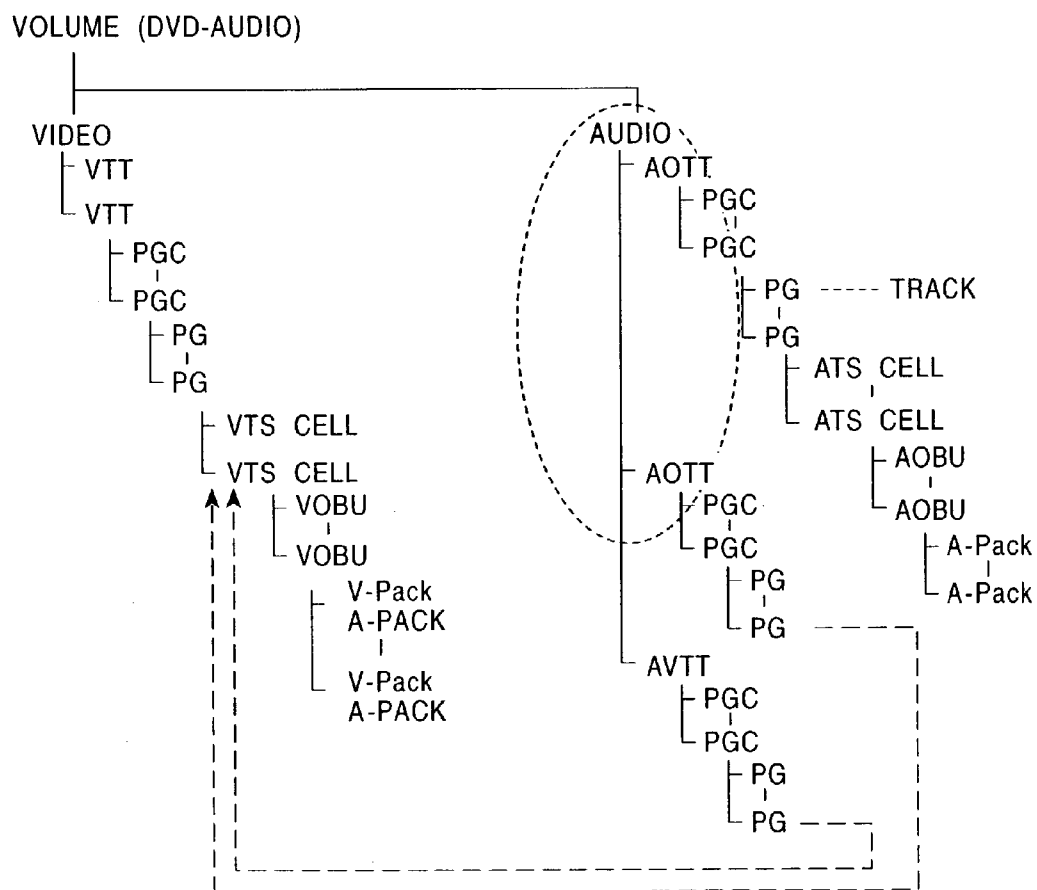 VOLUME (DVD-AUDIO)
VIDEO
VTT
VTT
PGC
PGC
PG
PG
VTS CELL
VTS CELL
VOBU
VOBU
V-Pack
A-PACK
V-Pack
A-PACK
AUDIO
AOTT
PGC
PGC
PG ----- TRACK
PG
ATS CELL
ATS CELL
AOBU
AOBU
A-Pack
A-Pack
AOTT
PGC
PGC
PG
PG
AVTT
PGC
PGC
PG
PG